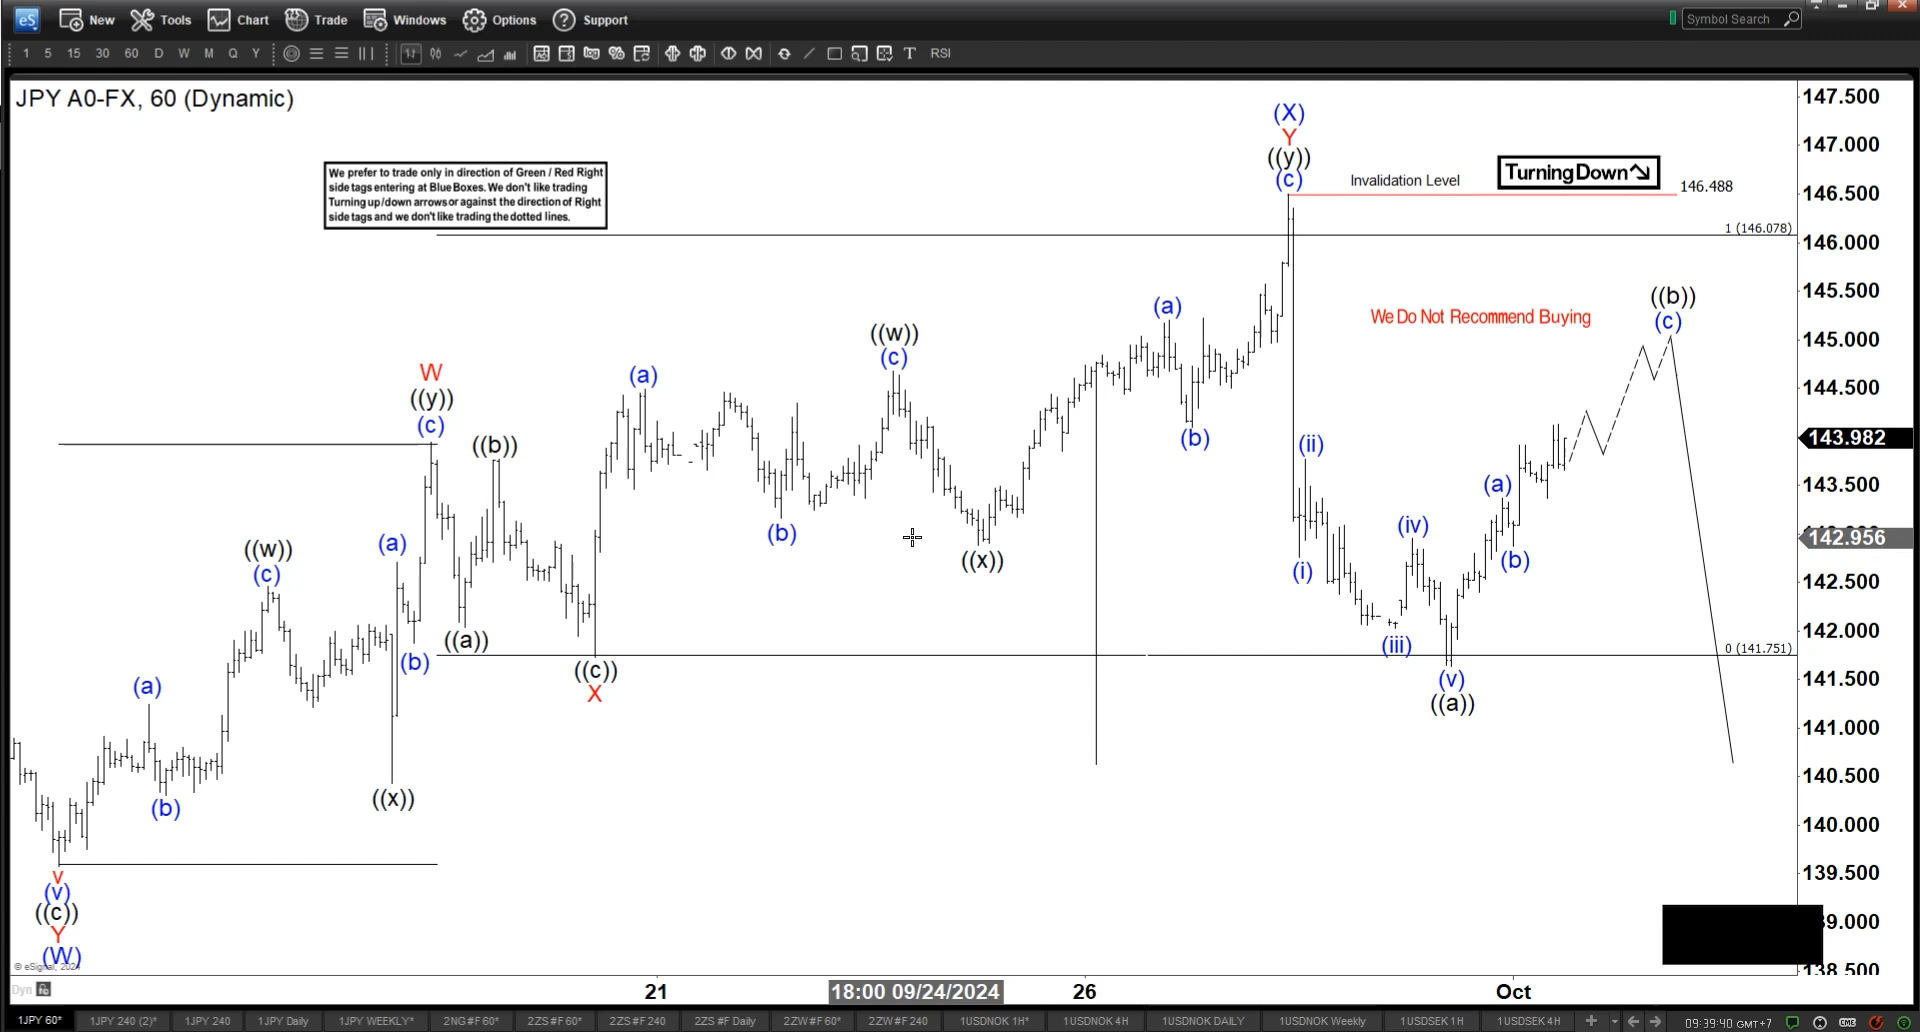 eS New Tools Chart Trade Windows Options Support Symbol Search
1 5 15 30 60 D W M Q Y T RSI
JPY A0-FX, 60 (Dynamic)
We prefer to trade only in direction of Green / Red Right
side tags entering at Blue Boxes. We don't like trading
Turning up/down arrows or against the direction of Right
side tags and we don't like trading the dotted lines.
(X)
Y
((y))
(c)
Invalidation Level
Turning Down
146.488
1 (146.078)
We Do Not Recommend Buying
((b))
(c)
W
((y))
(c)
((b))
(a)
((w))
(c)
(a)
(b)
(ii)
(a)
(b)
((w))
(c)
(a)
(b)
((x))
(i)
(iv)
(a)
(b)
((a))
(b)
((c))
X
(iii)
0 (141.751)
(v)
((a))
(a)
(b)
((x))
v
(v)
((c))
Y
(W)
© eSignal, 2024
147.500
147.000
146.500
146.000
145.500
145.000
144.500
143.982
143.500
142.956
142.500
142.000
141.500
141.000
140.500
140.000
139.500
39.000
138.500
Dyn
21 18:00 09/24/2024 26 Oct
1JPY 60* 1JPY 240 (2)* 1JPY 240 1JPY Daily 1JPY WEEKLY* 2NG #F 60* 2ZS #F 60* 2ZS #F 240 2ZS #F Daily 2ZW #F 60* 2ZW #F 240 1USDNOK 1H* 1USDNOK 4H 1USDNOK DAILY 1USDNOK Weekly 1USDSEK 1H 1USDSEK 4H 09:39:40 GMT+7